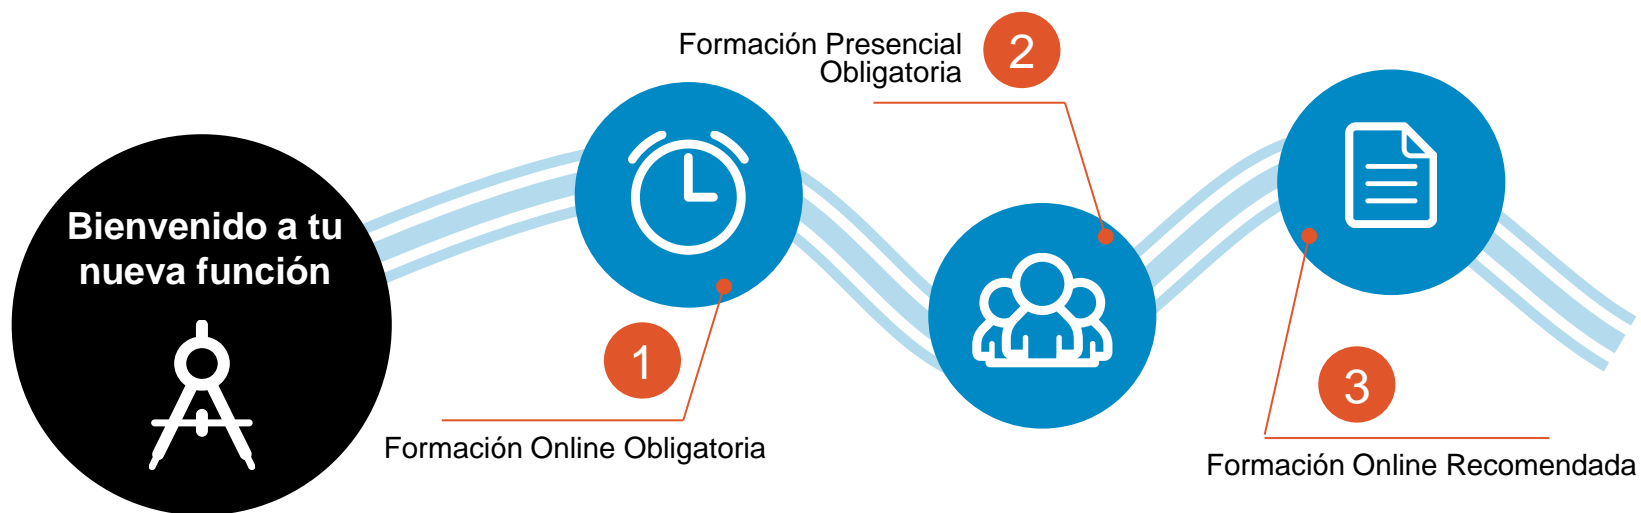 Bienvenido a tu
nueva función
1
Formación Online Obligatoria
Formación Presencial
Obligatoria
2
3
Formación Online Recomendada